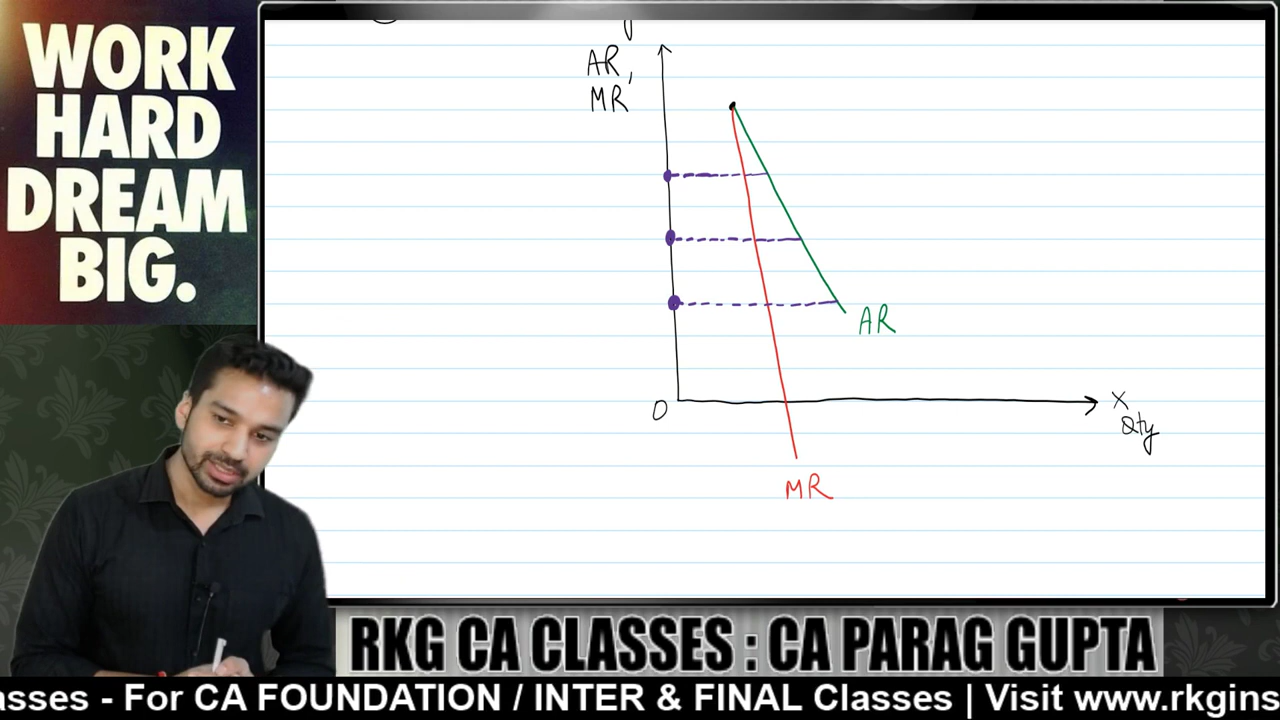 WORK
HARD
DREAM
BIG.
AR,
MR
AR
O
X
Qty
MR
RKG CA CLASSES : CA PARAG GUPTA
asses - For CA FOUNDATION / INTER & FINAL Classes | Visit www.rkgins